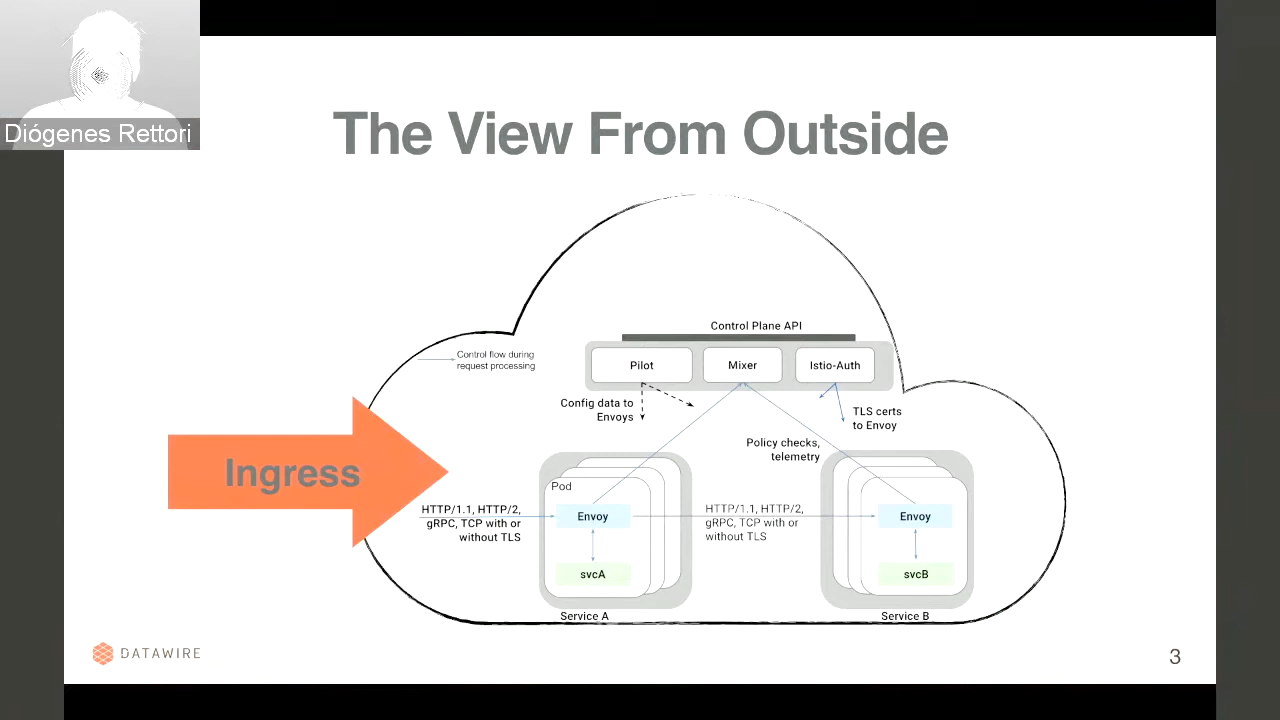 Diógenes Rettori
The View From Outside
Control Plane API
Control flow during
request processing
Pilot
Mixer
Istio-Auth
Config data to
Envoys
TLS certs
to Envoy
Policy checks,
telemetry
Ingress
Pod
HTTP/1.1, HTTP/2,
gRPC, TCP with or
without TLS
Envoy
HTTP/1.1, HTTP/2,
gRPC, TCP with or
without TLS
Envoy
svcA
svcB
Service A
Service B
DATAWIRE
3